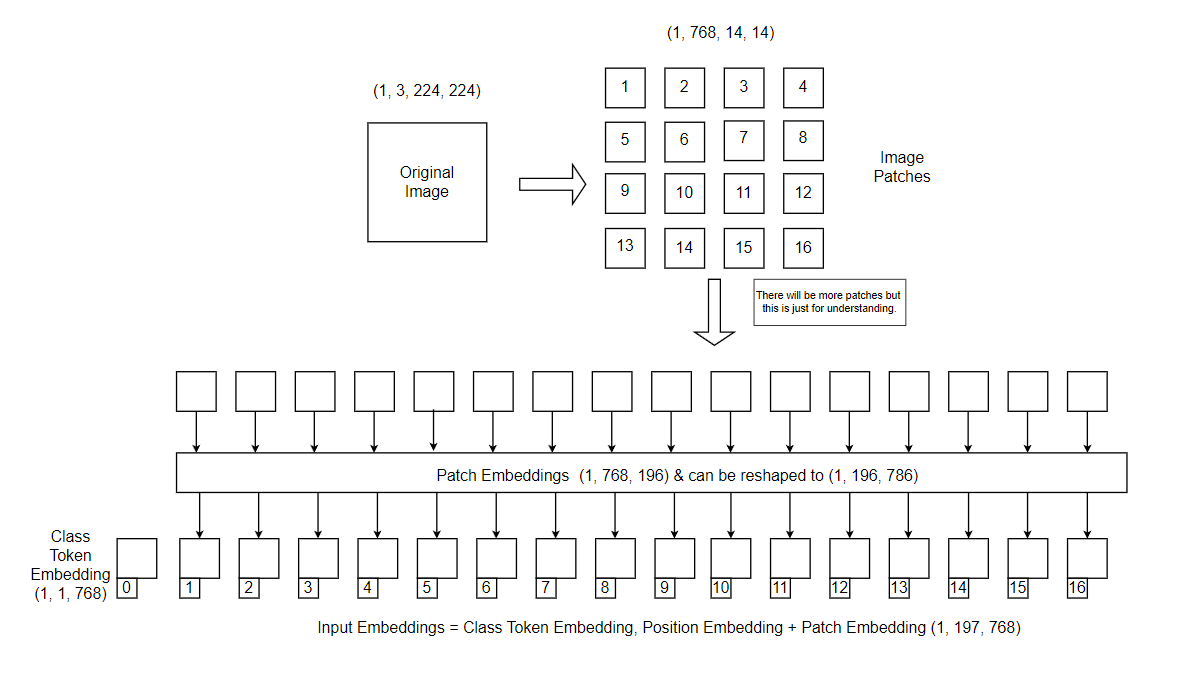 (1, 768, 14, 14)
(1, 3, 224, 224)
Original
Image
1 2 3 4
5 6 7 8
9 10 11 12
13 14 15 16
Image
Patches
There will be more patches but
this is just for understanding.
Patch Embeddings (1, 768, 196) & can be reshaped to (1, 196, 786)
Class
Token
Embedding
(1, 1, 768)
0 1 2 3 4 5 6 7 8 9 10 11 12 13 14 15 16
Input Embeddings = Class Token Embedding, Position Embedding + Patch Embedding (1, 197, 768)